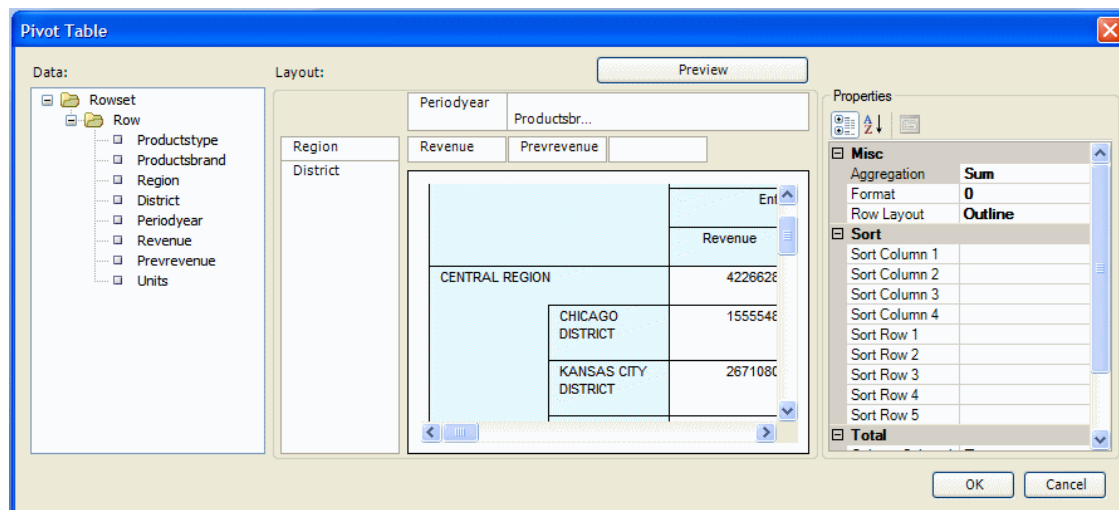 Pivot Table
Data:
Layout:
Preview
Rowset
Row
Productstype
Productsbrand
Region
District
Periodyear
Revenue
Prevrevenue
Units
Periodyear
Productsbr...
Region
District
Revenue
Prevrevenue
Ent
Revenue
CENTRAL REGION
4226628
CHICAGO
DISTRICT
1555548
KANSAS CITY
DISTRICT
2671080
Properties
Misc
Aggregation Sum
Format 0
Row Layout Outline
Sort
Sort Column 1
Sort Column 2
Sort Column 3
Sort Column 4
Sort Row 1
Sort Row 2
Sort Row 3
Sort Row 4
Sort Row 5
Total
OK
Cancel